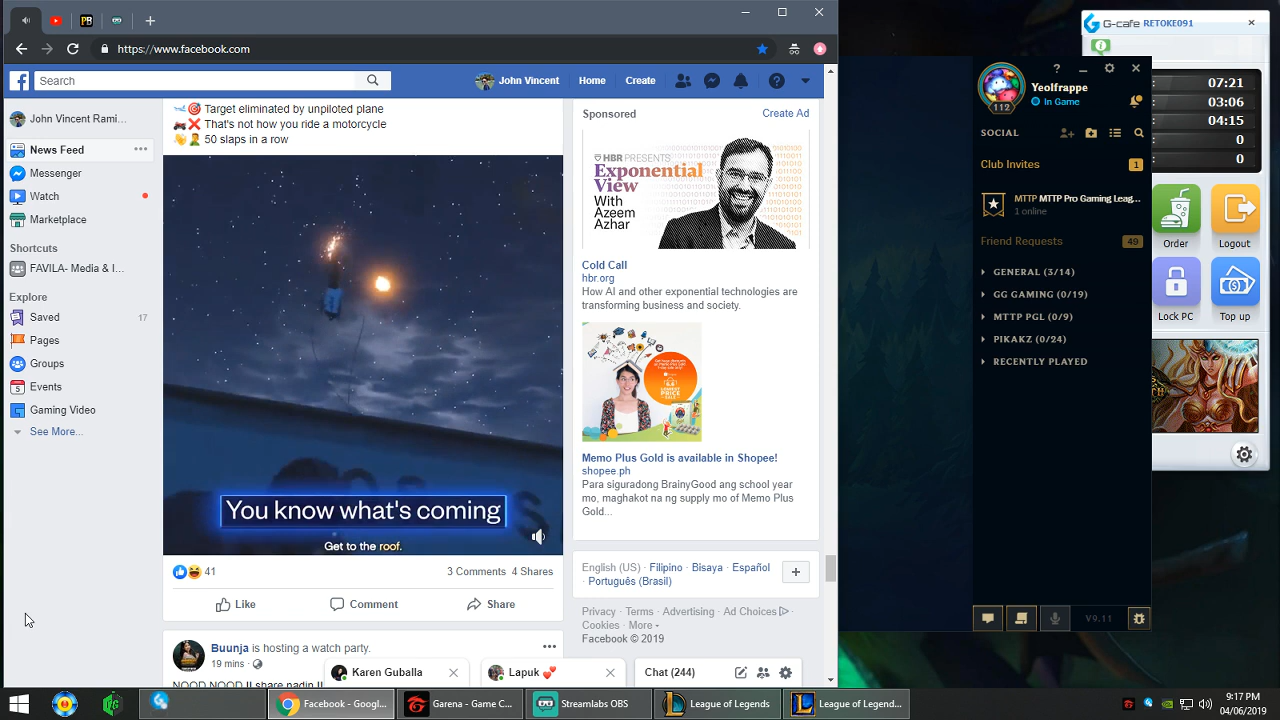 https://www.facebook.com
Search
John Vincent
Home
Create
John Vincent Rami...
News Feed
Messenger
Watch
Marketplace
Shortcuts
FAVILA- Media & I...
Explore
Saved
17
Pages
Groups
Events
Gaming Video
See More...
Target eliminated by unpiloted plane
That's not how you ride a motorcycle
50 slaps in a row
You know what's coming
Get to the roof.
41
3 Comments 4 Shares
Like
Comment
Share
Buunja is hosting a watch party.
19 mins ·
Sponsored
Create Ad
HBR PRESENTS
Exponential
View
With
Azeem
Azhar
Cold Call
hbr.org
How AI and other exponential technologies are
transforming business and society.
Memo Plus Gold is available in Shopee!
shopee.ph
Para siguradong BrainyGood ang school year
mo, maghakot na ng supply mo of Memo Plus
Gold...
English (US) · Filipino · Bisaya · Español
· Português (Brasil)
Privacy · Terms · Advertising · Ad Choices ·
Cookies · More
Facebook © 2019
Karen Guballa
Lapuk
Chat (244)
Yeolfrappe
In Game
112
SOCIAL
Club Invites
1
MTTP MTTP Pro Gaming Leag...
1 online
Friend Requests
49
GENERAL (3/14)
GG GAMING (0/19)
MTTP PGL (0/9)
PIKAKZ (0/24)
RECENTLY PLAYED
V9.11
G-cafe RETOKE091
: 07:21
: 03:06
: 04:15
: 0
: 0
Order
Logout
Lock PC
Top up
Facebook - Googl...
Garena - Game C...
Streamlabs OBS
League of Legends
League of Legend...
9:17 PM
04/06/2019